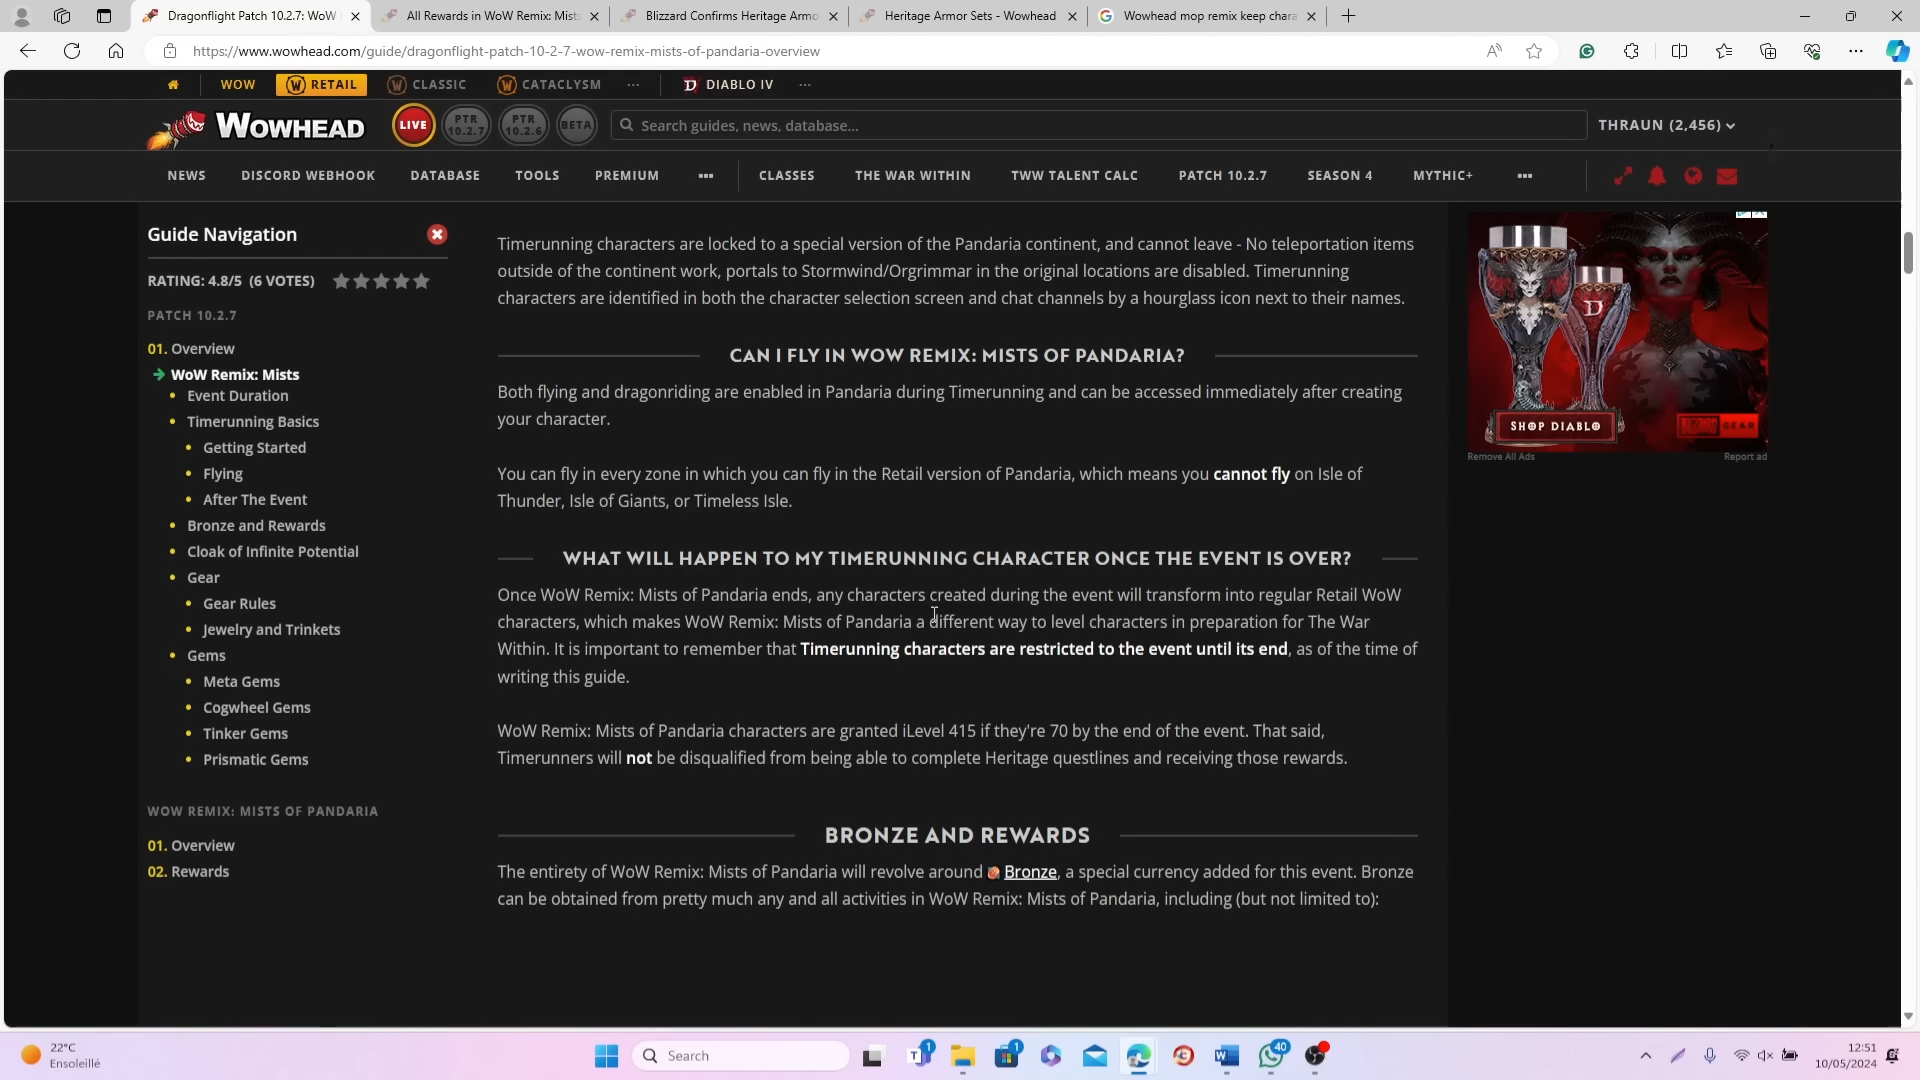 Dragonflight Patch 10.2.7: WoW
All Rewards in WoW Remix: Mist
Blizzard Confirms Heritage Armo
Heritage Armor Sets - Wowhead
Wowhead mop remix keep chara
https://www.wowhead.com/guide/dragonflight-patch-10-2-7-wow-remix-mists-of-pandaria-overview
WOW RETAIL CLASSIC CATACLYSM ... DIABLO IV ...
WOWHEAD
LIVE
PTR 10.2.7
PTR 10.2.6
BETA
Search guides, news, database...
THRAUN (2,456)
NEWS DISCORD WEBHOOK DATABASE TOOLS PREMIUM ... CLASSES THE WAR WITHIN TWW TALENT CALC PATCH 10.2.7 SEASON 4 MYTHIC+ ...
Guide Navigation
RATING: 4.8/5 (6 VOTES)
PATCH 10.2.7
01. Overview
WoW Remix: Mists
Event Duration
Timerunning Basics
Getting Started
Flying
After The Event
Bronze and Rewards
Cloak of Infinite Potential
Gear
Gear Rules
Jewelry and Trinkets
Gems
Meta Gems
Cogwheel Gems
Tinker Gems
Prismatic Gems
WOW REMIX: MISTS OF PANDARIA
01. Overview
02. Rewards
Timerunning characters are locked to a special version of the Pandaria continent, and cannot leave - No teleportation items
outside of the continent work, portals to Stormwind/Orgrimmar in the original locations are disabled. Timerunning
characters are identified in both the character selection screen and chat channels by a hourglass icon next to their names.
CAN I FLY IN WOW REMIX: MISTS OF PANDARIA?
Both flying and dragonriding are enabled in Pandaria during Timerunning and can be accessed immediately after creating
your character.
You can fly in every zone in which you can fly in the Retail version of Pandaria, which means you cannot fly on Isle of
Thunder, Isle of Giants, or Timeless Isle.
WHAT WILL HAPPEN TO MY TIMERUNNING CHARACTER ONCE THE EVENT IS OVER?
Once WoW Remix: Mists of Pandaria ends, any characters created during the event will transform into regular Retail WoW
characters, which makes WoW Remix: Mists of Pandaria a different way to level characters in preparation for The War
Within. It is important to remember that Timerunning characters are restricted to the event until its end, as of the time of
writing this guide.
WoW Remix: Mists of Pandaria characters are granted iLevel 415 if they're 70 by the end of the event. That said,
Timerunners will not be disqualified from being able to complete Heritage questlines and receiving those rewards.
BRONZE AND REWARDS
The entirety of WoW Remix: Mists of Pandaria will revolve around Bronze, a special currency added for this event. Bronze
can be obtained from pretty much any and all activities in WoW Remix: Mists of Pandaria, including (but not limited to):
SHOP DIABLO
BLIZZARD GEAR
Remove All Ads
Report ad
22°C
Ensoleillé
Search
1
1
40
12:51
10/05/2024